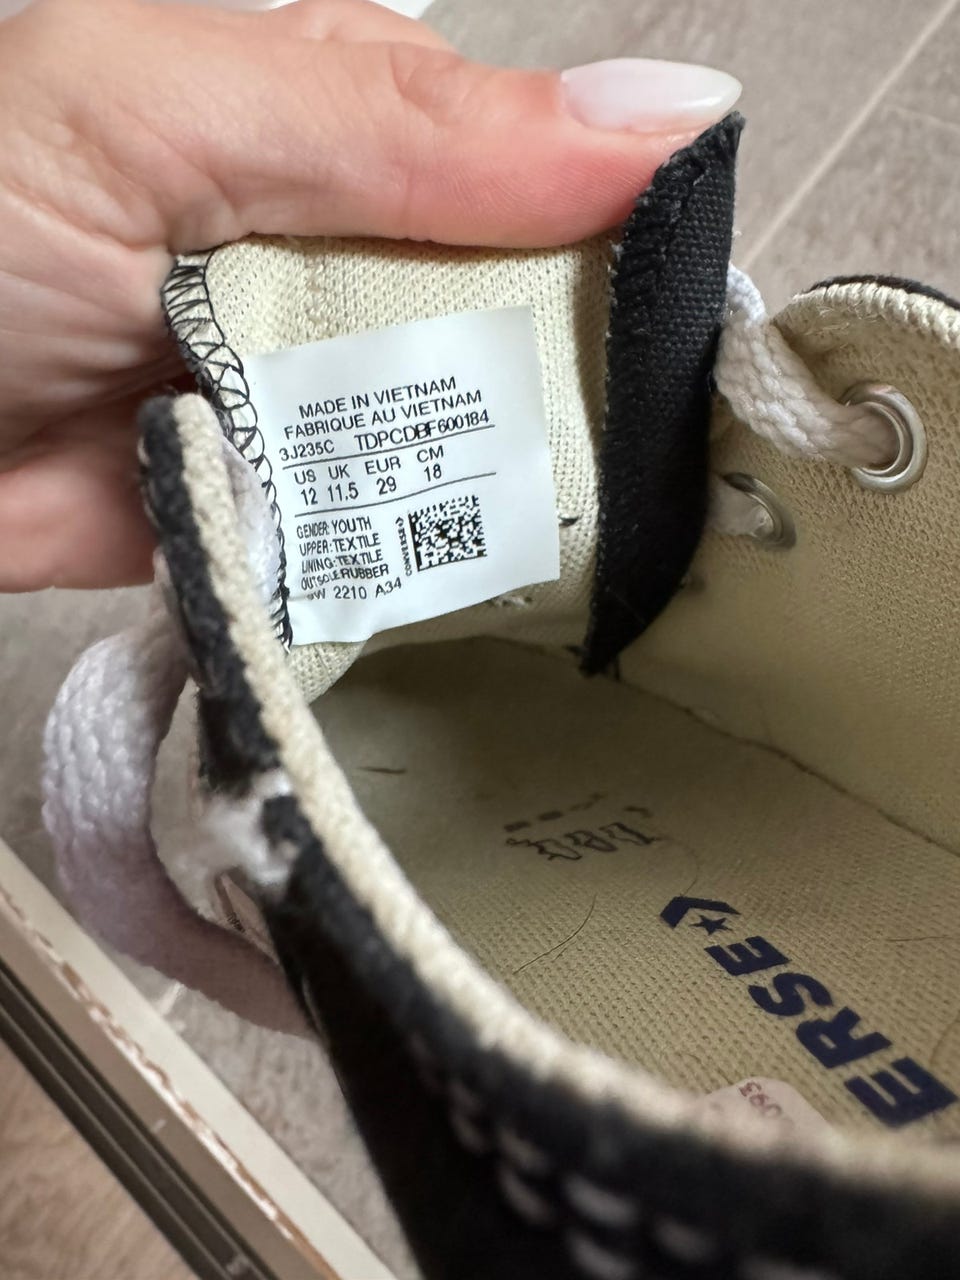 MADE IN VIETNAM
FABRIQUE AU VIETNAM
3J235C TDPCDBF600184
US UK EUR CM
12 11.5 29 18
GENDER: YOUTH
UPPER: TEXTILE
LINING: TEXTILE
OUTSOLE: RUBBER
2210 A34
CONVERSE
ERSE
093